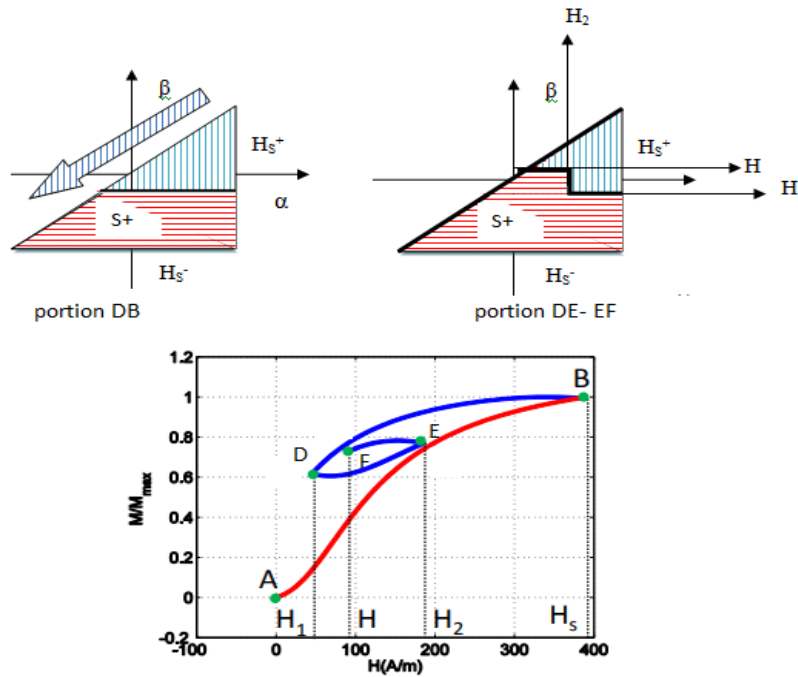 H₂
β
β
Hₛ⁺
Hₛ⁺
H
α
H
S+
S+
Hₛ⁻
Hₛ⁻
portion DB
portion DE- EF
1.2
B
1
0.8
E
D
F
0.6
M/Mmax
0.4
0.2
A
0
H₁
H
H₂
Hₛ
-0.2
-100
0
100
200
300
400
H(A/m)